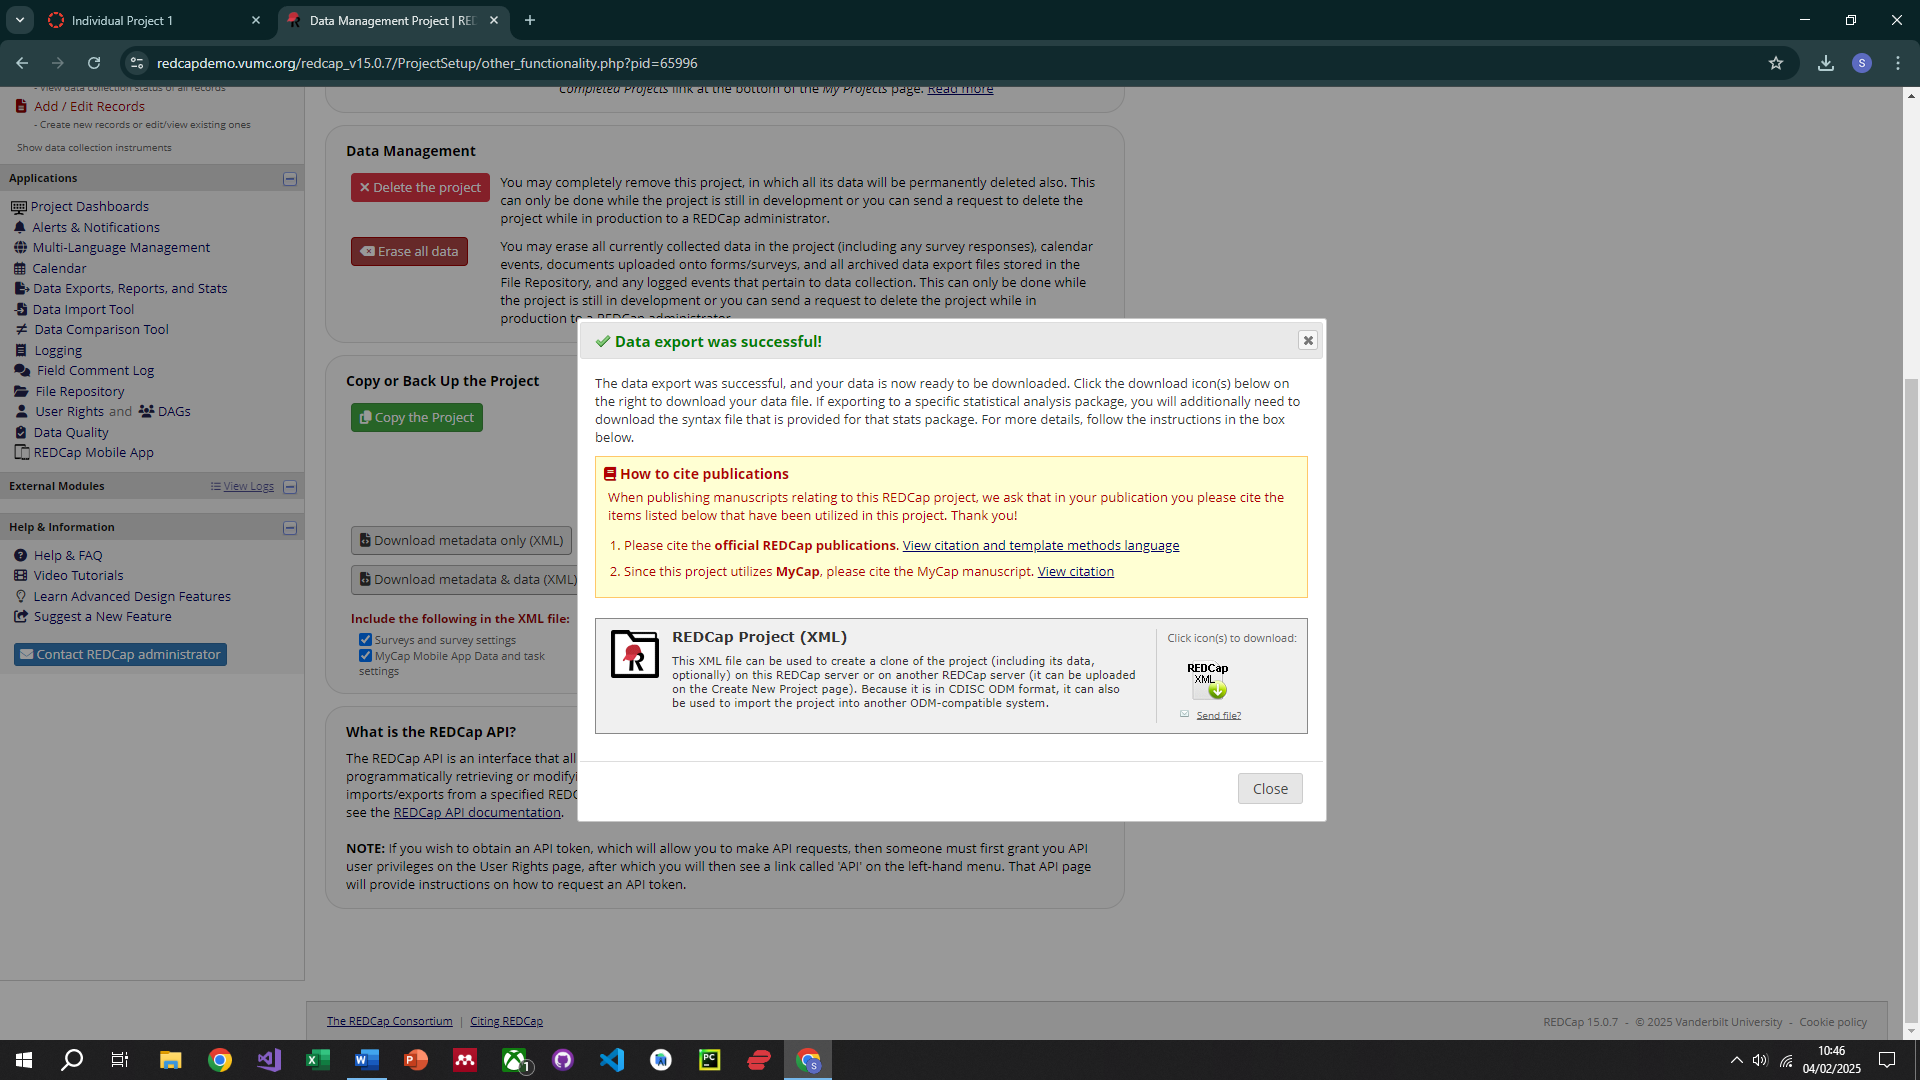 Individual Project 1
Data Management Project | RED
redcapdemo.vumc.org/redcap_v15.0.7/ProjectSetup/other_functionality.php?pid=65996
S
- View data collection status of all records
Add / Edit Records
- Create new records or edit/view existing ones
Show data collection instruments
Applications
Project Dashboards
Alerts & Notifications
Multi-Language Management
Calendar
Data Exports, Reports, and Stats
Data Import Tool
Data Comparison Tool
Logging
Field Comment Log
File Repository
User Rights and DAGs
Data Quality
REDCap Mobile App
External Modules
View Logs
Help & Information
Help & FAQ
Video Tutorials
Learn Advanced Design Features
Suggest a New Feature
Contact REDCap administrator
Completed Projects link at the bottom of the My Projects page. Read more
Data Management
Delete the project
You may completely remove this project, in which all its data will be permanently deleted also. This
can only be done while the project is still in development or you can send a request to delete the
project while in production to a REDCap administrator.
Erase all data
You may erase all currently collected data in the project (including any survey responses), calendar
events, documents uploaded onto forms/surveys, and all archived data export files stored in the
File Repository, and any logged events that pertain to data collection. This can only be done while
the project is still in development or you can send a request to delete the project while in
production to a REDCap administrator.
Copy or Back Up the Project
Copy the Project
Download metadata only (XML)
Download metadata & data (XML)
Include the following in the XML file:
Surveys and survey settings
MyCap Mobile App Data and task
settings
What is the REDCap API?
The REDCap API is an interface that all
programmatically retrieving or modifyi
imports/exports from a specified REDC
see the REDCap API documentation.
NOTE: If you wish to obtain an API token, which will allow you to make API requests, then someone must first grant you API
user privileges on the User Rights page, after which you will then see a link called 'API' on the left-hand menu. That API page
will provide instructions on how to request an API token.
Data export was successful!
The data export was successful, and your data is now ready to be downloaded. Click the download icon(s) below on
the right to download your data file. If exporting to a specific statistical analysis package, you will additionally need to
download the syntax file that is provided for that stats package. For more details, follow the instructions in the box
below.
How to cite publications
When publishing manuscripts relating to this REDCap project, we ask that in your publication you please cite the
items listed below that have been utilized in this project. Thank you!
1. Please cite the official REDCap publications. View citation and template methods language
2. Since this project utilizes MyCap, please cite the MyCap manuscript. View citation
REDCap Project (XML)
This XML file can be used to create a clone of the project (including its data,
optionally) on this REDCap server or on another REDCap server (it can be uploaded
on the Create New Project page). Because it is in CDISC ODM format, it can also
be used to import the project into another ODM-compatible system.
Click icon(s) to download:
REDCap
XML
Send file?
Close
The REDCap Consortium | Citing REDCap
REDCap 15.0.7 - © 2025 Vanderbilt University - Cookie policy
10:46
04/02/2025